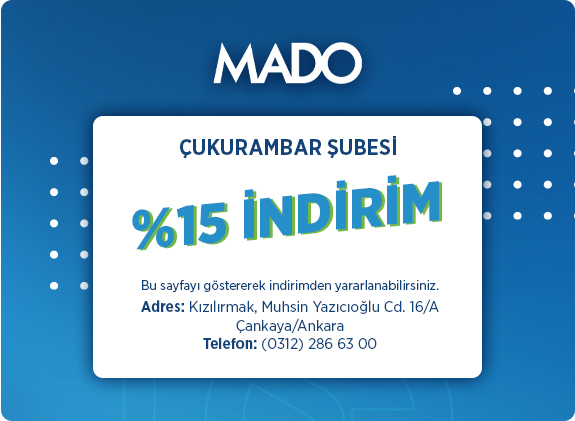 MADO
ÇUKURAMBAR ŞUBESİ
%15 İNDİRİM
Bu sayfayı göstererek indirimden yararlanabilirsiniz.
Adres: Kızılırmak, Muhsin Yazıcıoğlu Cd. 16/A
Çankaya/Ankara
Telefon: (0312) 286 63 00